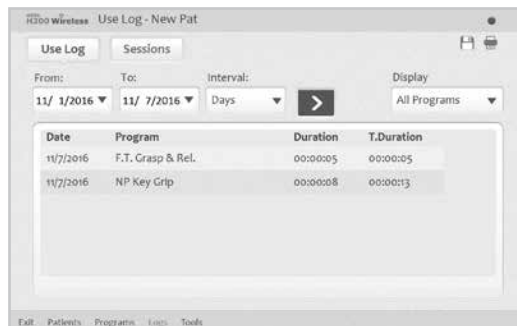 H200 Wireless Use Log - New Pat
Use Log Sessions
From: To: Interval: Display
11/ 1/2016 11/ 7/2016 Days All Programs
Date Program Duration T.Duration
11/7/2016 F.T. Grasp & Rel. 00:00:05 00:00:05
11/7/2016 NP Key Grip 00:00:08 00:00:13
Exit Patients Programs Logs Tools